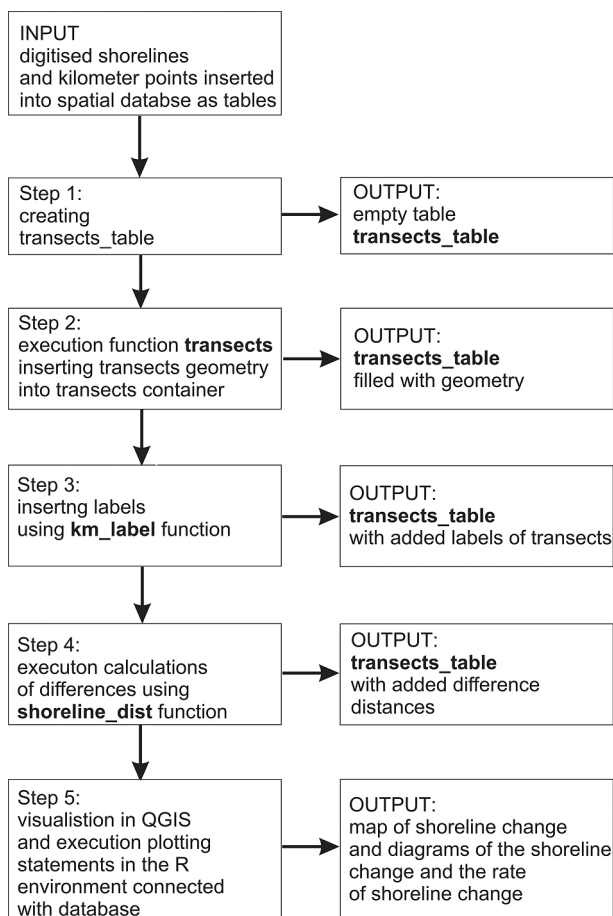 INPUT
digitised shorelines
and kilometer points inserted
into spatial databse as tables
Step 1:
creating
transects_table
OUTPUT:
empty table
transects_table
Step 2:
execution function transects
inserting transects geometry
into transects container
OUTPUT:
transects_table
filled with geometry
Step 3:
insertng labels
using km_label function
OUTPUT:
transects_table
with added labels of transects
Step 4:
executon calculations
of differences using
shoreline_dist function
OUTPUT:
transects_table
with added difference
distances
Step 5:
visualistion in QGIS
and execution plotting
statements in the R
environment connected
with database
OUTPUT:
map of shoreline change
and diagrams of the shoreline
change and the rate
of shoreline change